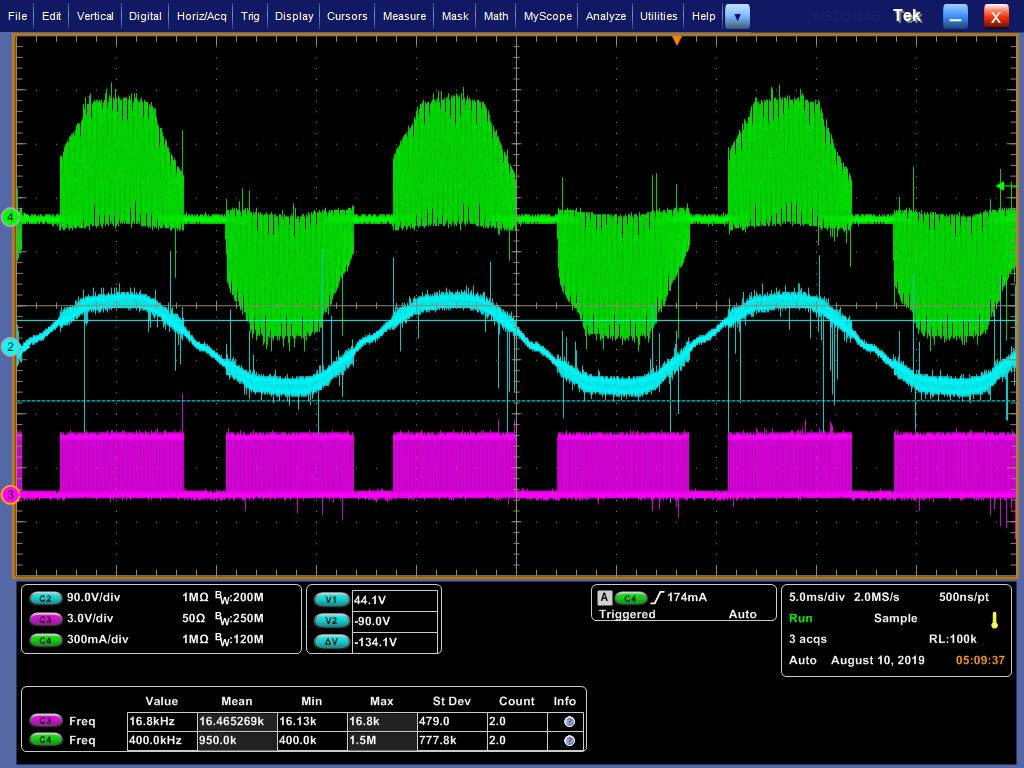 File Edit Vertical Digital Horiz/Acq Trig Display Cursors Measure Mask Math MyScope Analyze Utilities Help Tek X
4
2
3
C2 90.0V/div 1MΩ BW:200M
C3 3.0V/div 50Ω BW:250M
C4 300mA/div 1MΩ BW:120M
V1 44.1V
V2 -90.0V
ΔV -134.1V
A C4 174mA
Triggered Auto
5.0ms/div 2.0MS/s 500ns/pt
Run Sample
3 acqs RL:100k
Auto August 10, 2019 05:09:37
Value Mean Min Max St Dev Count Info
C3 Freq 16.8kHz 16.465269k 16.13k 16.8k 479.0 2.0
C4 Freq 400.0kHz 950.0k 400.0k 1.5M 777.8k 2.0